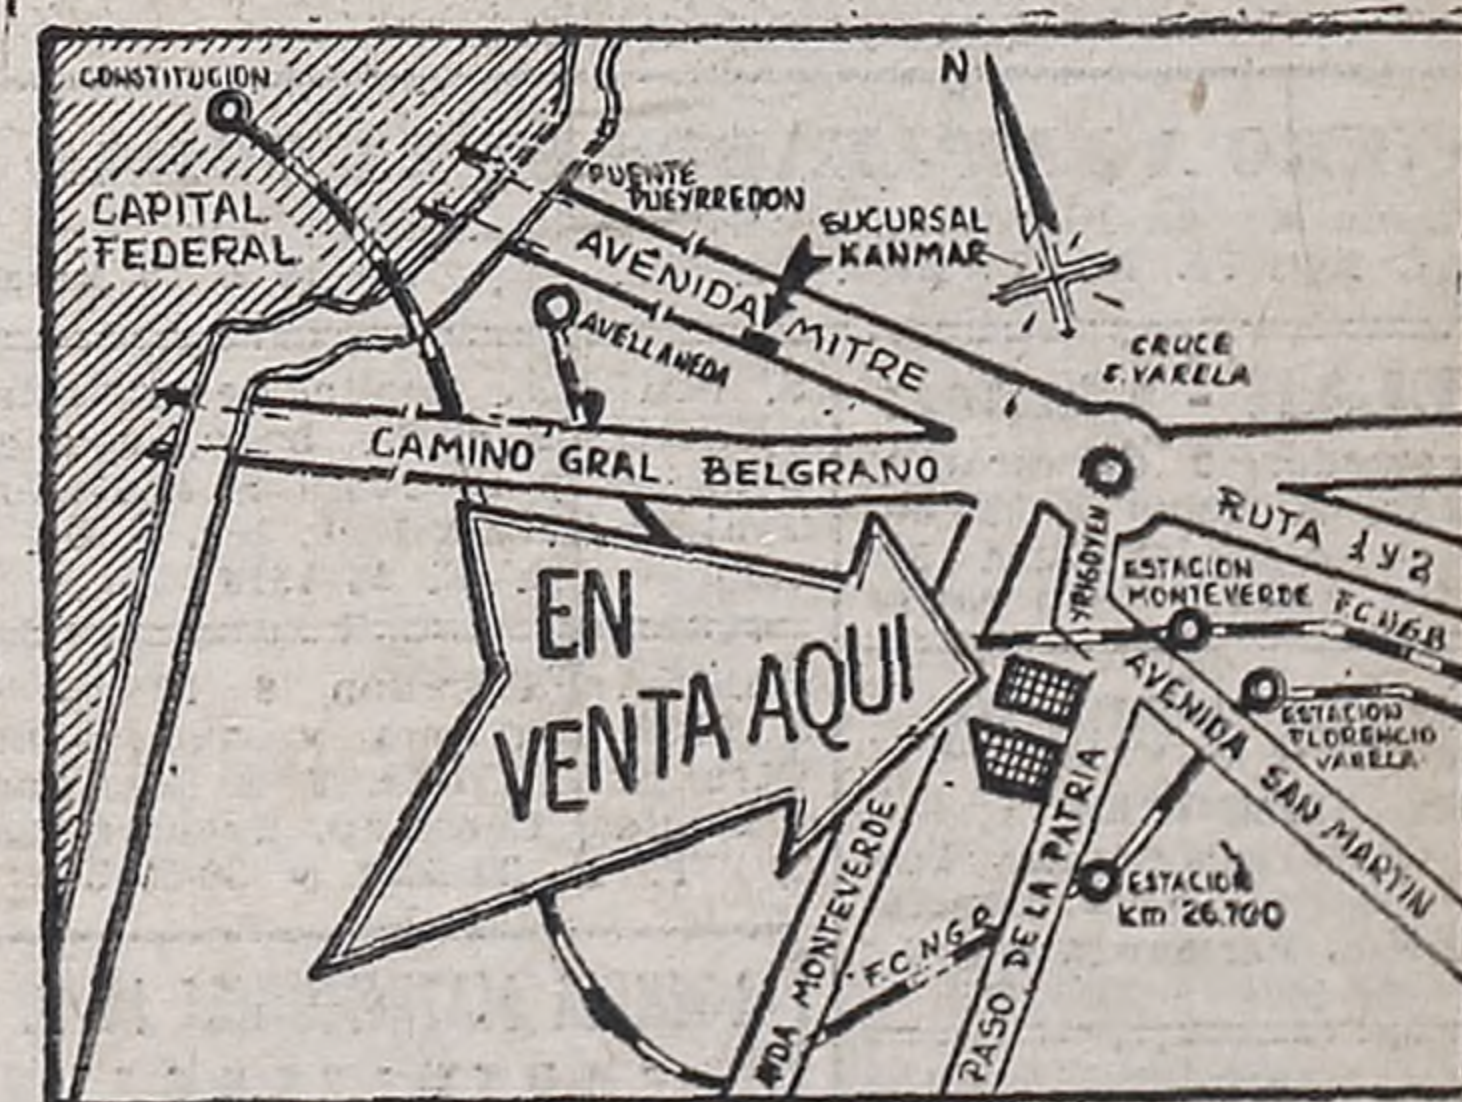 CONSTITUCION
N
CAPITAL
FEDERAL
PUENTE
PUEYRREDON
SUCURSAL
KANMAR
AVENIDA MITRE
AVELLANEDA
CRUCE
F. VARELA
CAMINO GRAL. BELGRANO
RUTA 1 y 2
YRIGOYEN
ESTACION
MONTEVERDE
F.C.N.G.B
EN
VENTA AQUI
AVENIDA SAN MARTIN
ESTACION
FLORENCIO
VARELA
AVDA MONTEVERDE
PASO DE LA PATRIA
ESTACION
km 26.700
F.C.N.G.R